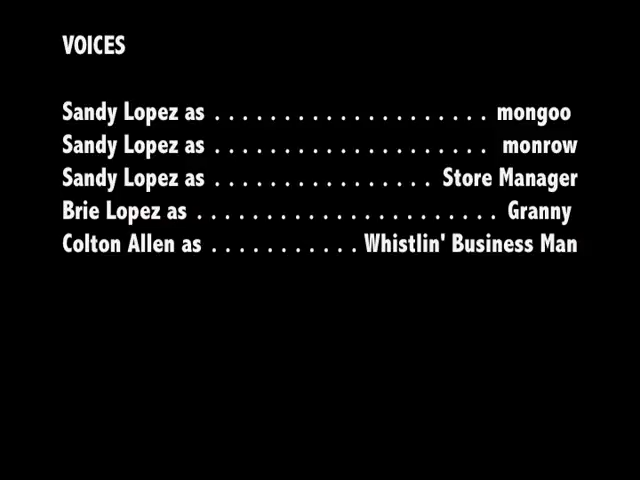 VOICES
Sandy Lopez as . . . . . . . . . . . . . . . . . . . . mongoo
Sandy Lopez as . . . . . . . . . . . . . . . . . . . . monrow
Sandy Lopez as . . . . . . . . . . . . . . . . Store Manager
Brie Lopez as . . . . . . . . . . . . . . . . . . . . . . Granny
Colton Allen as . . . . . . . . . . . Whistlin' Business Man